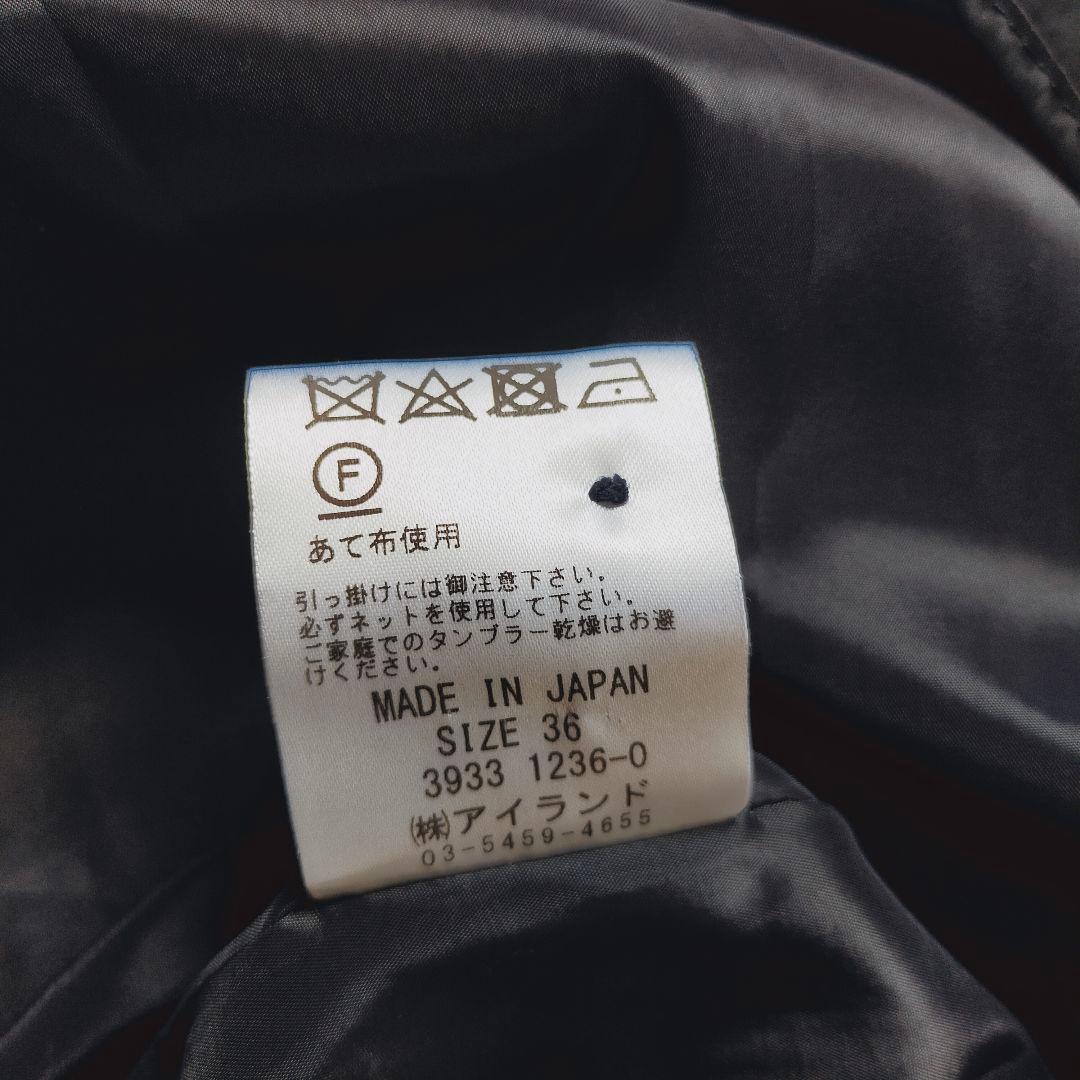 F
あて布使用
引っ掛けには御注意下さい。
必ずネットを使用して下さい。
ご家庭でのタンブラー乾燥はお避
けください。
MADE IN JAPAN
SIZE 36
3933 1236-0
㈱アイランド
03-5459-4655